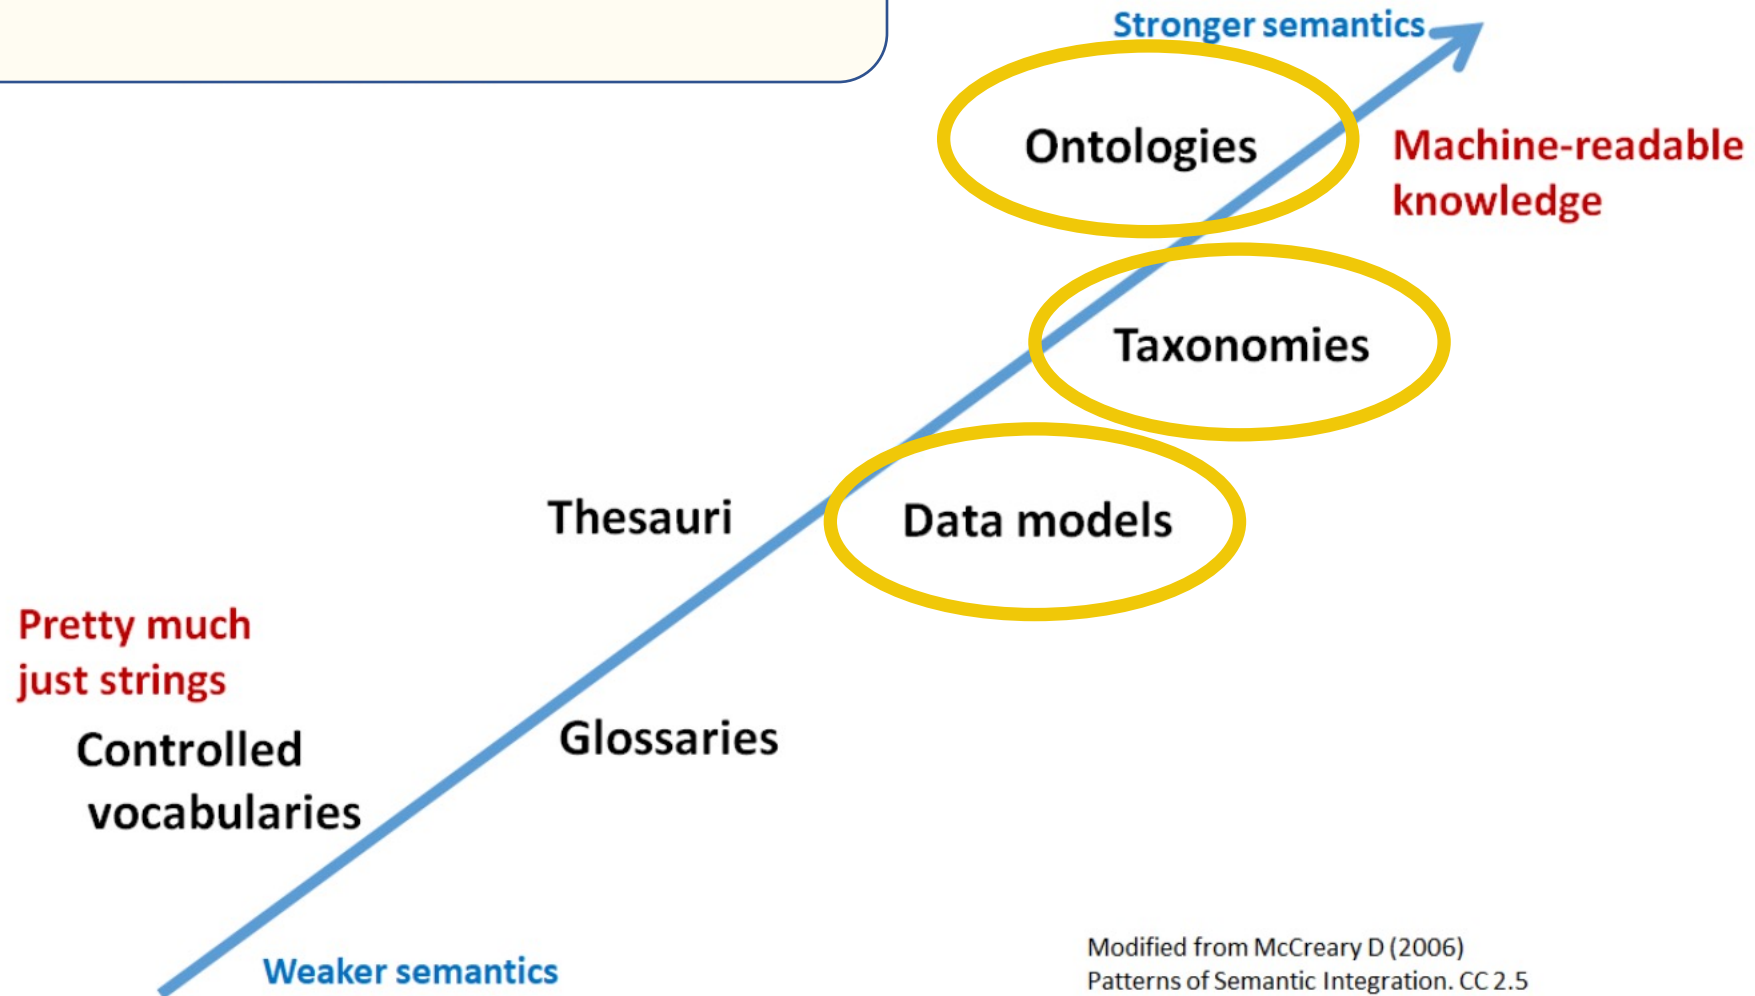 Stronger semantics
Ontologies
Machine-readable
knowledge
Taxonomies
Thesauri
Data models
Pretty much
just strings
Controlled
vocabularies
Glossaries
Weaker semantics
Modified from McCreary D (2006)
Patterns of Semantic Integration. CC 2.5